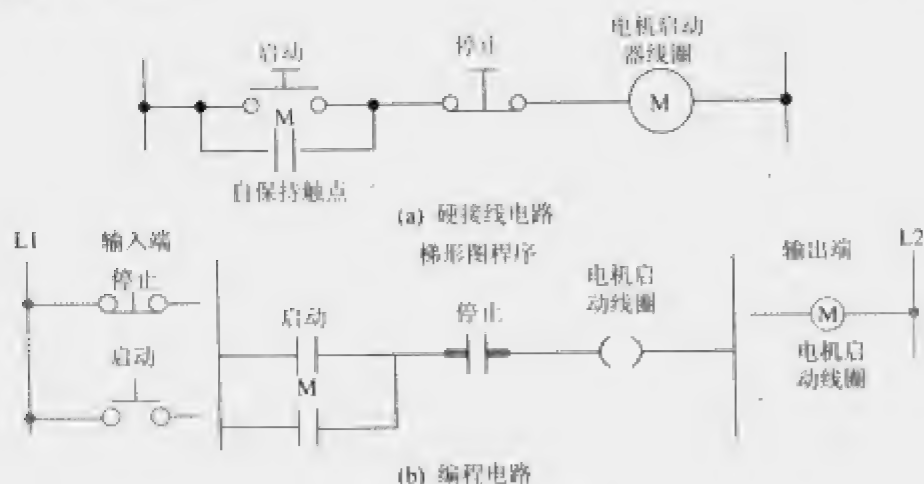 启动
停止
电机启动
器线圈
M
M
自保持触点
(a) 硬接线电路
L1
输入端
梯形图程序
输出端
L2
停止
启动
停止
电机启
动线圈
M
启动
M
电机启
动线圈
(b) 编程电路